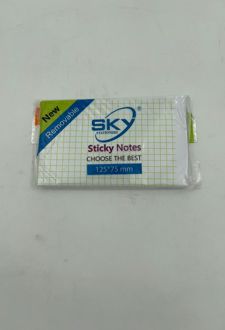 New
Removable
SKY®
Sticky Notes
CHOOSE THE BEST
125*75 mm